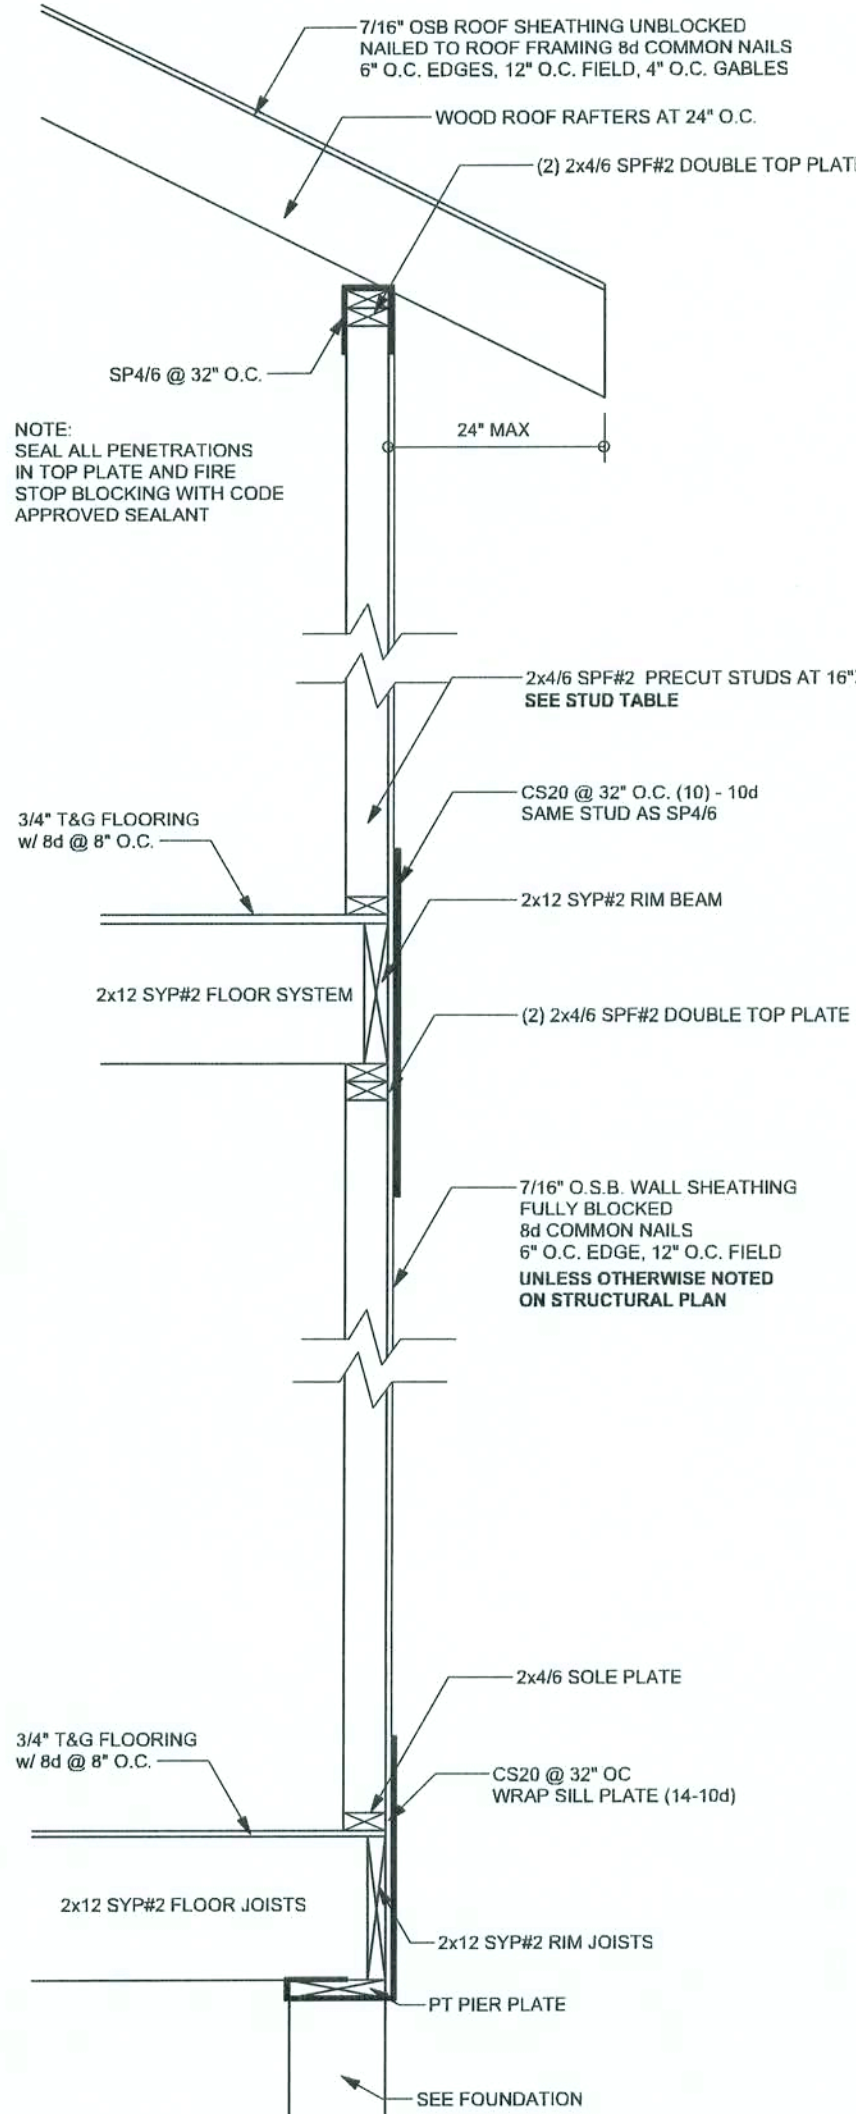 7/16" OSB ROOF SHEATHING UNBLOCKED
NAILED TO ROOF FRAMING 8d COMMON NAILS
6" O.C. EDGES, 12" O.C. FIELD, 4" O.C. GABLES
WOOD ROOF RAFTERS AT 24" O.C.
(2) 2x4/6 SPF#2 DOUBLE TOP PLATE
SP4/6 @ 32" O.C.
24" MAX
NOTE:
SEAL ALL PENETRATIONS
IN TOP PLATE AND FIRE
STOP BLOCKING WITH CODE
APPROVED SEALANT
2x4/6 SPF#2 PRECUT STUDS AT 16"
SEE STUD TABLE
CS20 @ 32" O.C. (10) - 10d
SAME STUD AS SP4/6
3/4" T&G FLOORING
w/ 8d @ 8" O.C.
2x12 SYP#2 RIM BEAM
2x12 SYP#2 FLOOR SYSTEM
(2) 2x4/6 SPF#2 DOUBLE TOP PLATE
7/16" O.S.B. WALL SHEATHING
FULLY BLOCKED
8d COMMON NAILS
6" O.C. EDGE, 12" O.C. FIELD
UNLESS OTHERWISE NOTED
ON STRUCTURAL PLAN
2x4/6 SOLE PLATE
3/4" T&G FLOORING
w/ 8d @ 8" O.C.
CS20 @ 32" OC
WRAP SILL PLATE (14-10d)
2x12 SYP#2 FLOOR JOISTS
2x12 SYP#2 RIM JOISTS
PT PIER PLATE
SEE FOUNDATION